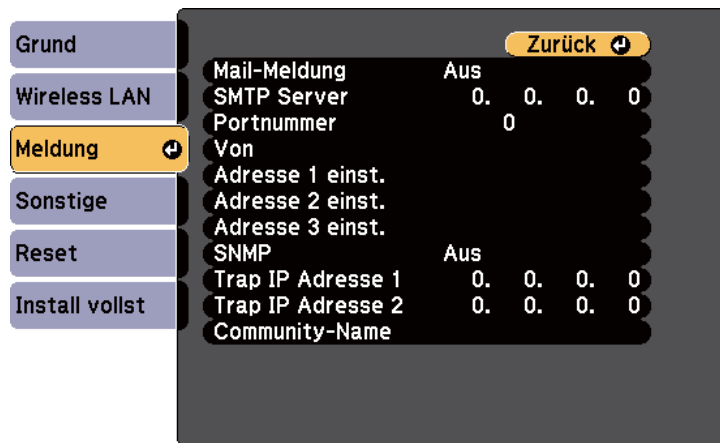 Grund
Wireless LAN
Meldung
Sonstige
Reset
Install vollst
Zurück
Mail-Meldung Aus
SMTP Server 0. 0. 0. 0
Portnummer 0
Von
Adresse 1 einst.
Adresse 2 einst.
Adresse 3 einst.
SNMP Aus
Trap IP Adresse 1 0. 0. 0. 0
Trap IP Adresse 2 0. 0. 0. 0
Community-Name